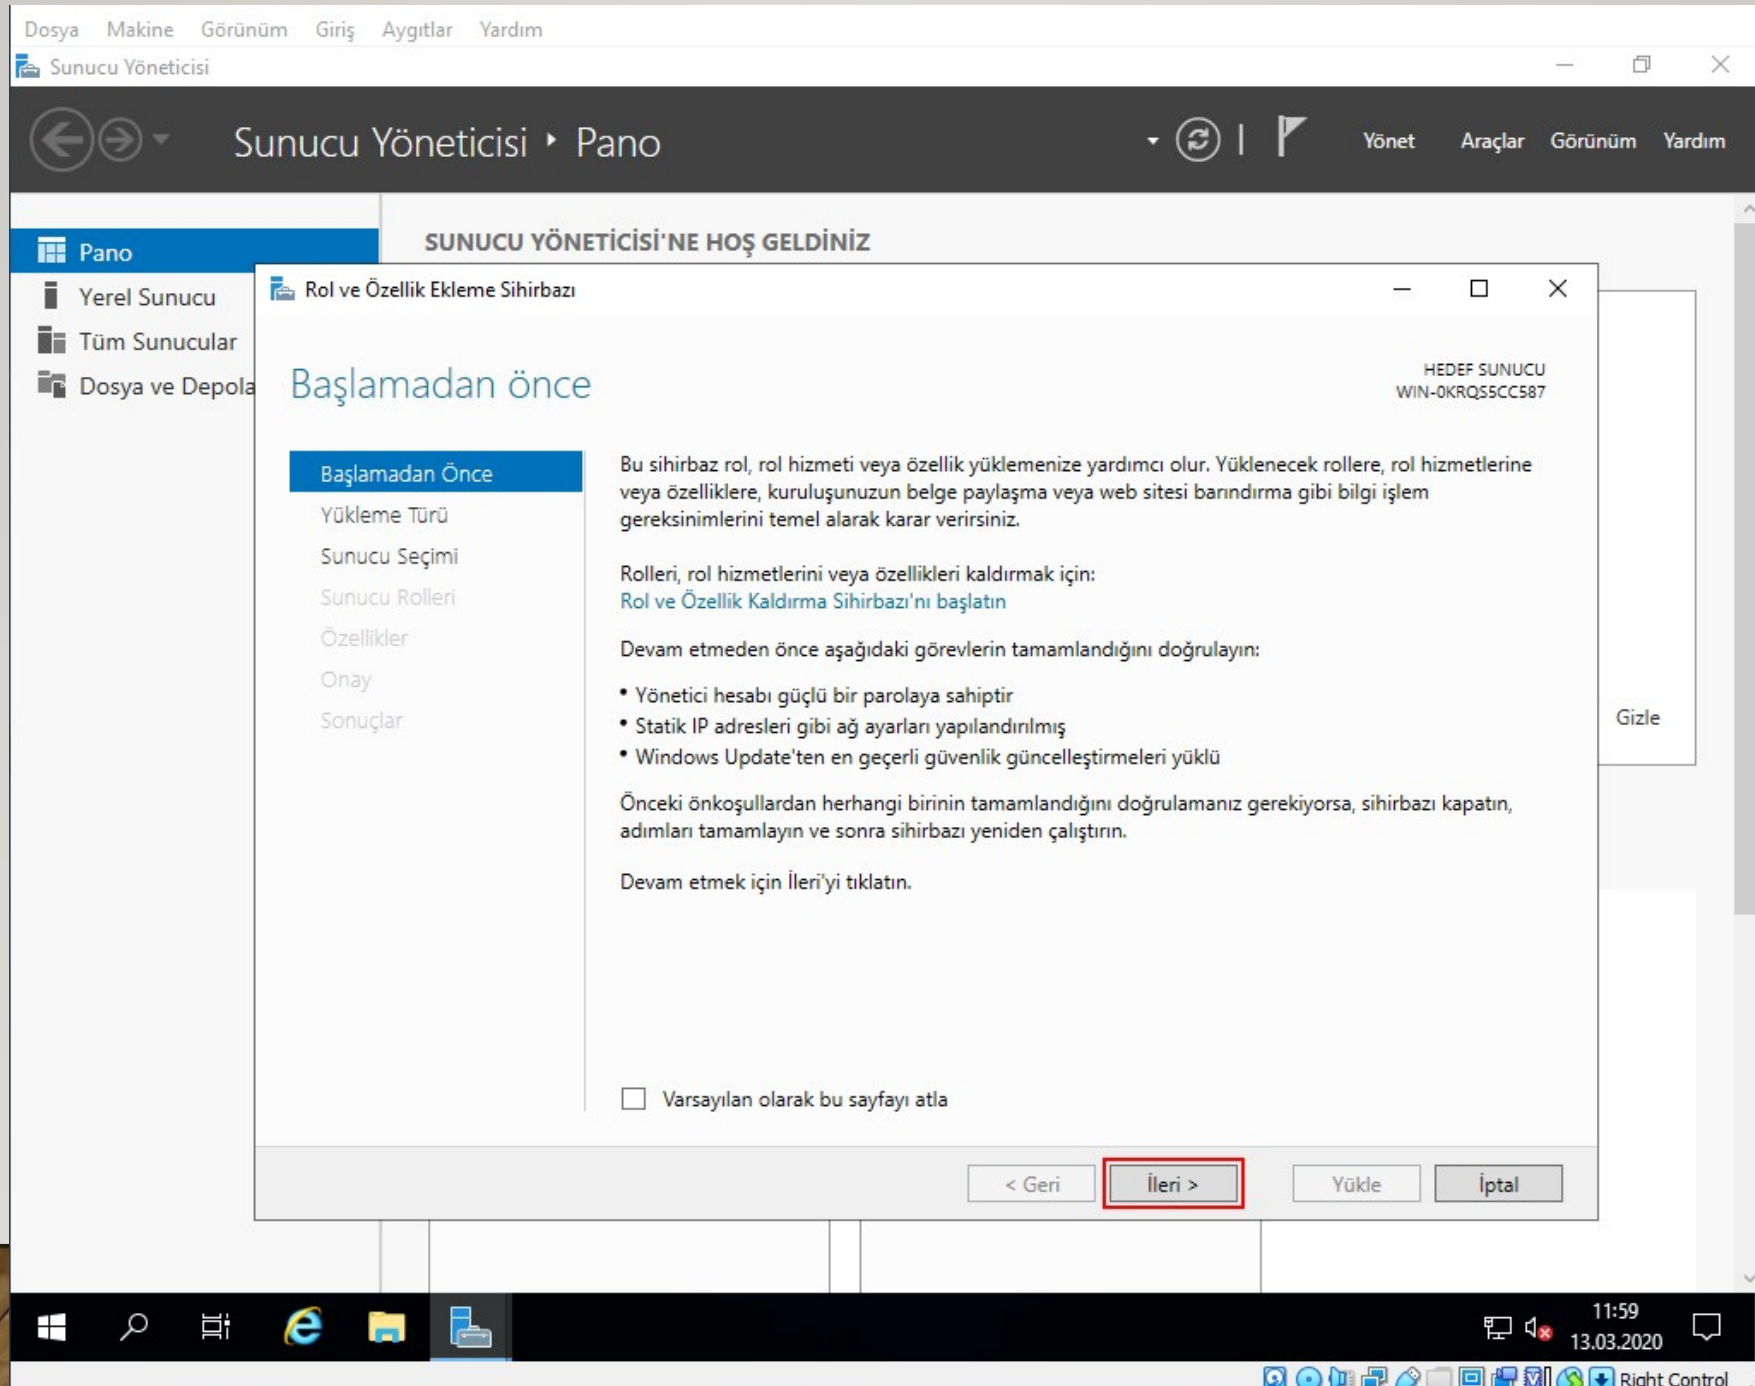 Dosya Makine Görünüm Giriş Aygıtlar Yardım
Sunucu Yöneticisi
Sunucu Yöneticisi Pano
Yönet Araçlar Görünüm Yardım
Pano
Yerel Sunucu
Tüm Sunucular
Dosya ve Depola
SUNUCU YÖNETİCİSİ'NE HOŞ GELDİNİZ
Rol ve Özellik Ekleme Sihirbazı
Başlamadan önce
HEDEF SUNUCU
WIN-0KRQS5CC587
Başlamadan Önce
Yükleme Türü
Sunucu Seçimi
Sunucu Rolleri
Özellikler
Onay
Sonuçlar
Bu sihirbaz rol, rol hizmeti veya özellik yüklemenize yardımcı olur. Yüklenecek rollere, rol hizmetlerine
veya özelliklere, kuruluşunuzun belge paylaşma veya web sitesi barındırma gibi bilgi işlem
gereksinimlerini temel alarak karar verirsiniz.
Rolleri, rol hizmetlerini veya özellikleri kaldırmak için:
Rol ve Özellik Kaldırma Sihirbazı'nı başlatın
Devam etmeden önce aşağıdaki görevlerin tamamlandığını doğrulayın:
• Yönetici hesabı güçlü bir parolaya sahiptir
• Statik IP adresleri gibi ağ ayarları yapılandırılmış
• Windows Update'ten en geçerli güvenlik güncelleştirmeleri yüklü
Önceki önkoşullardan herhangi birinin tamamlandığını doğrulamanız gerekiyorsa, sihirbazı kapatın,
adımları tamamlayın ve sonra sihirbazı yeniden çalıştırın.
Devam etmek için İleri'yi tıklatın.
Varsayılan olarak bu sayfayı atla
Gizle
< Geri İleri > Yükle İptal
11:59
13.03.2020
Right Control